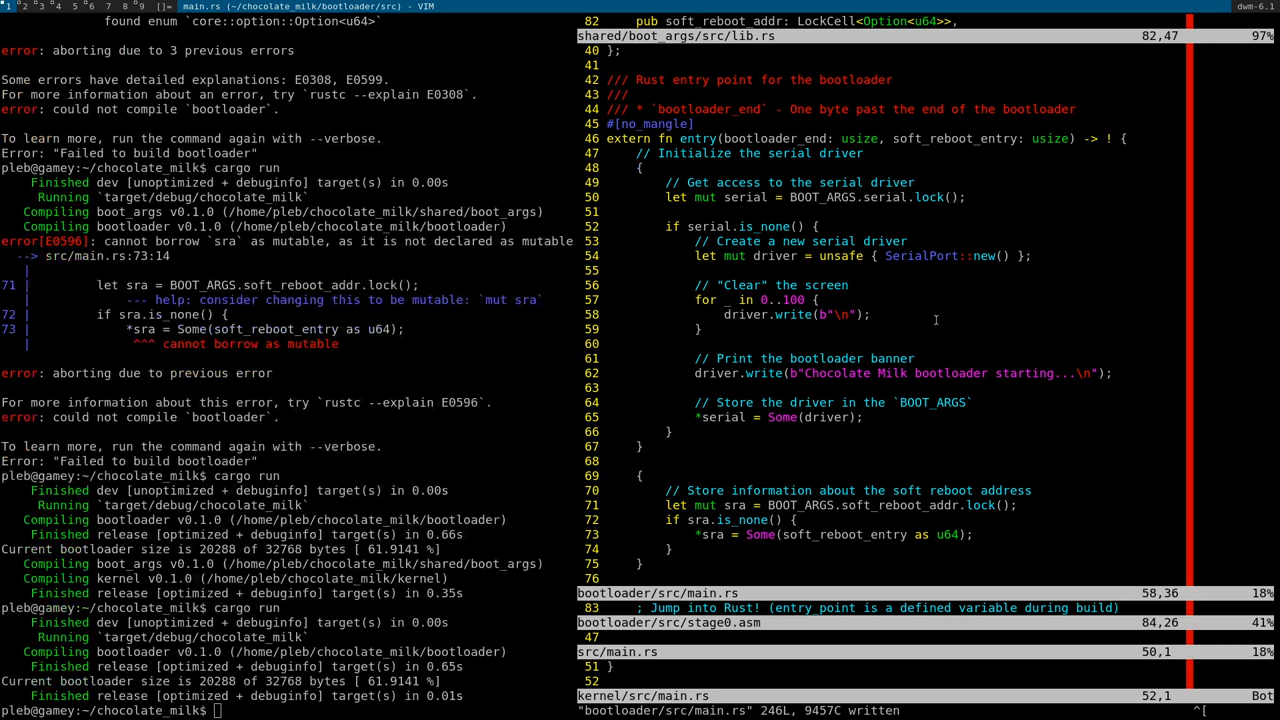 1 2 3 4 5 6 7 8 9 []= main.rs (~/chocolate_milk/bootloader/src) - VIM dwm-6.1
found enum `core::option::Option<u64>`
error: aborting due to 3 previous errors
Some errors have detailed explanations: E0308, E0599.
For more information about an error, try `rustc --explain E0308`.
error: could not compile `bootloader`.
To learn more, run the command again with --verbose.
Error: "Failed to build bootloader"
pleb@gamey:~/chocolate_milk$ cargo run
Finished dev [unoptimized + debuginfo] target(s) in 0.00s
Running `target/debug/chocolate_milk`
Compiling boot_args v0.1.0 (/home/pleb/chocolate_milk/shared/boot_args)
Compiling bootloader v0.1.0 (/home/pleb/chocolate_milk/bootloader)
error[E0596]: cannot borrow `sra` as mutable, as it is not declared as mutable
--> src/main.rs:73:14
|
71 | let sra = BOOT_ARGS.soft_reboot_addr.lock();
| --- help: consider changing this to be mutable: `mut sra`
72 | if sra.is_none() {
73 | *sra = Some(soft_reboot_entry as u64);
| ^^^ cannot borrow as mutable
error: aborting due to previous error
For more information about this error, try `rustc --explain E0596`.
error: could not compile `bootloader`.
To learn more, run the command again with --verbose.
Error: "Failed to build bootloader"
pleb@gamey:~/chocolate_milk$ cargo run
Finished dev [unoptimized + debuginfo] target(s) in 0.00s
Running `target/debug/chocolate_milk`
Compiling bootloader v0.1.0 (/home/pleb/chocolate_milk/bootloader)
Finished release [optimized + debuginfo] target(s) in 0.66s
Current bootloader size is 20288 of 32768 bytes [ 61.9141 %]
Compiling boot_args v0.1.0 (/home/pleb/chocolate_milk/shared/boot_args)
Compiling kernel v0.1.0 (/home/pleb/chocolate_milk/kernel)
Finished release [optimized + debuginfo] target(s) in 0.35s
pleb@gamey:~/chocolate_milk$ cargo run
Finished dev [unoptimized + debuginfo] target(s) in 0.00s
Running `target/debug/chocolate_milk`
Compiling bootloader v0.1.0 (/home/pleb/chocolate_milk/bootloader)
Finished release [optimized + debuginfo] target(s) in 0.65s
Current bootloader size is 20288 of 32768 bytes [ 61.9141 %]
Finished release [optimized + debuginfo] target(s) in 0.01s
pleb@gamey:~/chocolate_milk$
82 pub soft_reboot_addr: LockCell<Option<u64>>,
shared/boot_args/src/lib.rs 82,47 97%
40 };
41
42 /// Rust entry point for the bootloader
43 ///
44 /// * `bootloader_end` - One byte past the end of the bootloader
45 #[no_mangle]
46 extern fn entry(bootloader_end: usize, soft_reboot_entry: usize) -> ! {
47 // Initialize the serial driver
48 {
49 // Get access to the serial driver
50 let mut serial = BOOT_ARGS.serial.lock();
51
52 if serial.is_none() {
53 // Create a new serial driver
54 let mut driver = unsafe { SerialPort::new() };
55
56 // "Clear" the screen
57 for _ in 0..100 {
58 driver.write(b"\n");
59 }
60
61 // Print the bootloader banner
62 driver.write(b"Chocolate Milk bootloader starting...\n");
63
64 // Store the driver in the `BOOT_ARGS`
65 *serial = Some(driver);
66 }
67 }
68
69 {
70 // Store information about the soft reboot address
71 let mut sra = BOOT_ARGS.soft_reboot_addr.lock();
72 if sra.is_none() {
73 *sra = Some(soft_reboot_entry as u64);
74 }
75 }
76
bootloader/src/main.rs 58,36 18%
83 ; Jump into Rust! (entry_point is a defined variable during build)
bootloader/src/stage0.asm 84,26 41%
47
src/main.rs 50,1 18%
51 }
52
kernel/src/main.rs 52,1 Bot
"bootloader/src/main.rs" 246L, 9457C written ^[